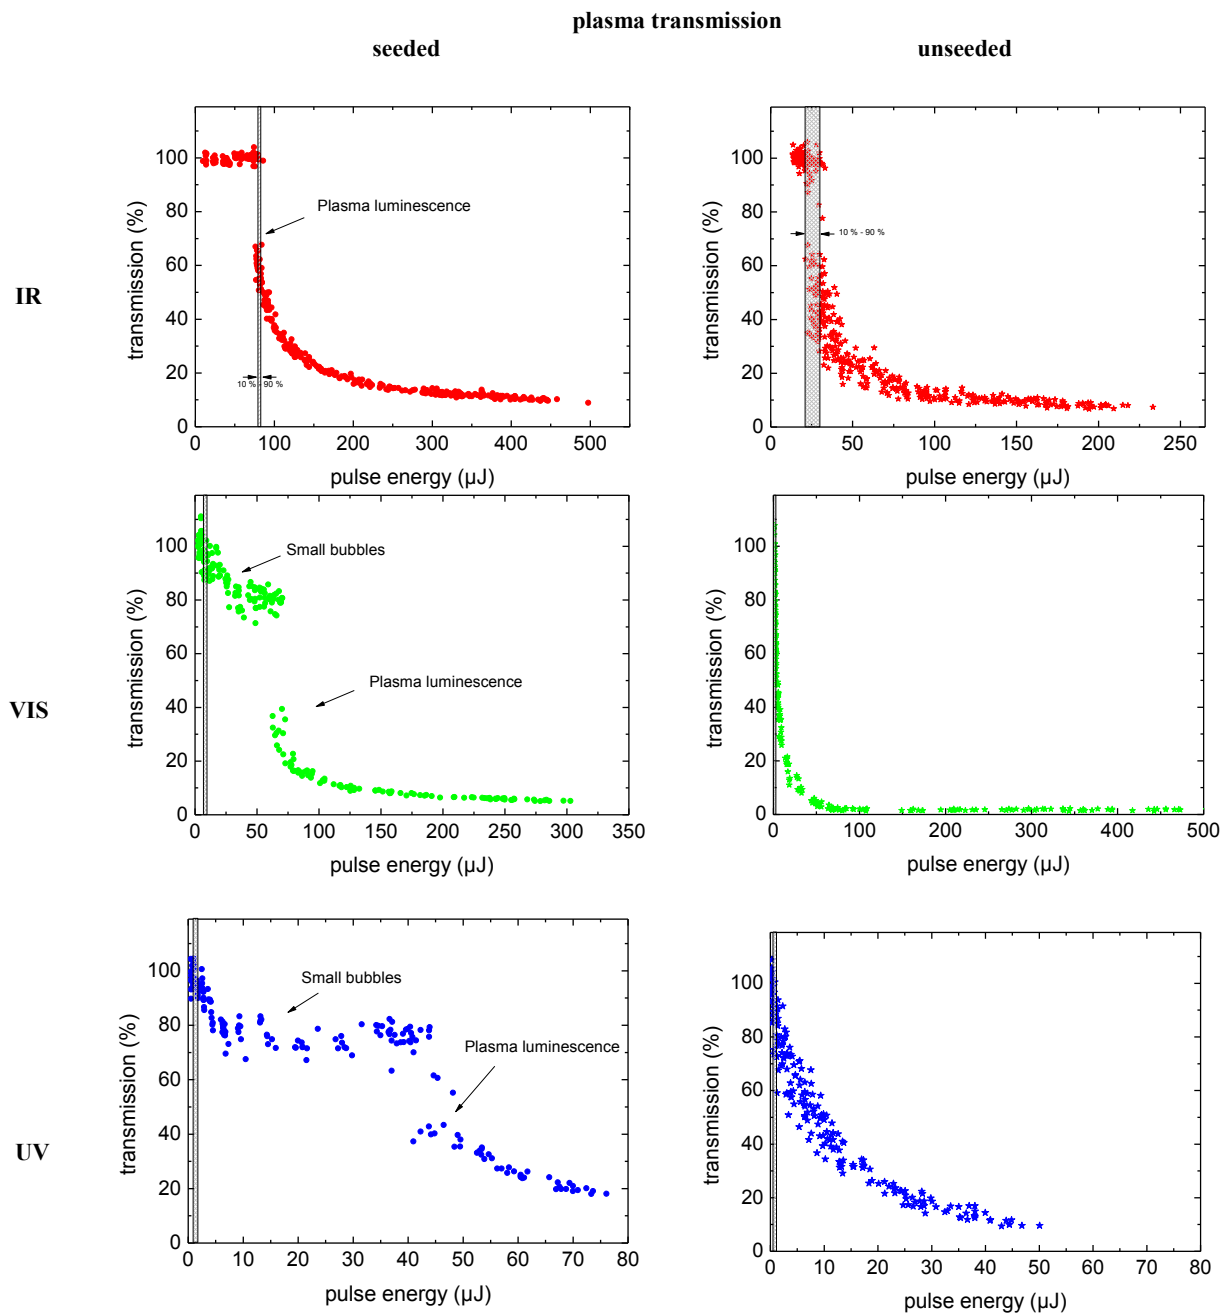 plasma transmission
seeded unseeded
IR
transmission (%)
100
80
60
40
20
0
Plasma luminescence
10 % - 90 %
0 100 200 300 400 500
pulse energy (µJ)
transmission (%)
100
80
60
40
20
0
10 % - 90 %
0 50 100 150 200 250
pulse energy (µJ)
VIS
transmission (%)
100
80
60
40
20
0
Small bubbles
Plasma luminescence
0 50 100 150 200 250 300 350
pulse energy (µJ)
transmission (%)
100
80
60
40
20
0
0 100 200 300 400 500
pulse energy (µJ)
UV
transmission (%)
100
80
60
40
20
0
Small bubbles
Plasma luminescence
0 10 20 30 40 50 60 70 80
pulse energy (µJ)
transmission (%)
100
80
60
40
20
0
0 10 20 30 40 50 60 70 80
pulse energy (µJ)